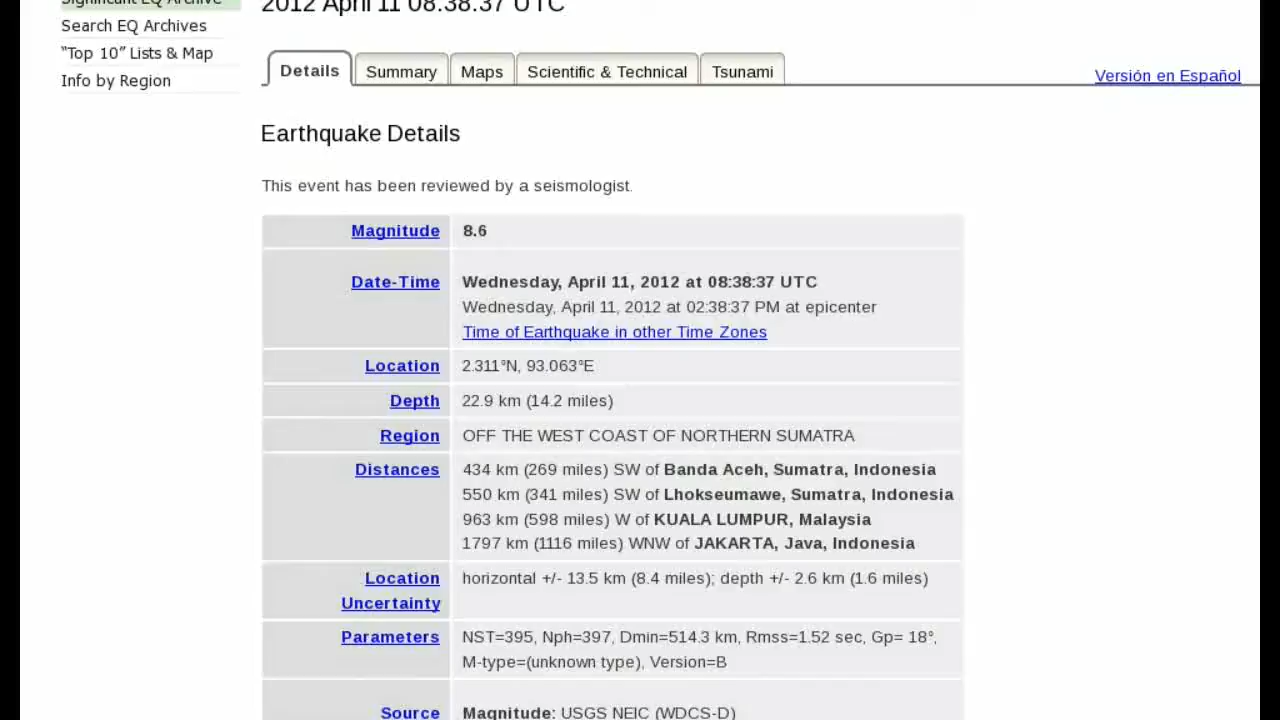 2012 April 11 08:38:37 UTC
Significant EQ Archive
Search EQ Archives
“Top 10” Lists & Map
Info by Region
Details
Summary
Maps
Scientific & Technical
Tsunami
Versión en Español
Earthquake Details
This event has been reviewed by a seismologist.
Magnitude 8.6
Date-Time Wednesday, April 11, 2012 at 08:38:37 UTC
Wednesday, April 11, 2012 at 02:38:37 PM at epicenter
Time of Earthquake in other Time Zones
Location 2.311°N, 93.063°E
Depth 22.9 km (14.2 miles)
Region OFF THE WEST COAST OF NORTHERN SUMATRA
Distances 434 km (269 miles) SW of Banda Aceh, Sumatra, Indonesia
550 km (341 miles) SW of Lhokseumawe, Sumatra, Indonesia
963 km (598 miles) W of KUALA LUMPUR, Malaysia
1797 km (1116 miles) WNW of JAKARTA, Java, Indonesia
Location horizontal +/- 13.5 km (8.4 miles); depth +/- 2.6 km (1.6 miles)
Uncertainty
Parameters NST=395, Nph=397, Dmin=514.3 km, Rmss=1.52 sec, Gp= 18°,
M-type=(unknown type), Version=B
Source Magnitude: USGS NEIC (WDCS-D)